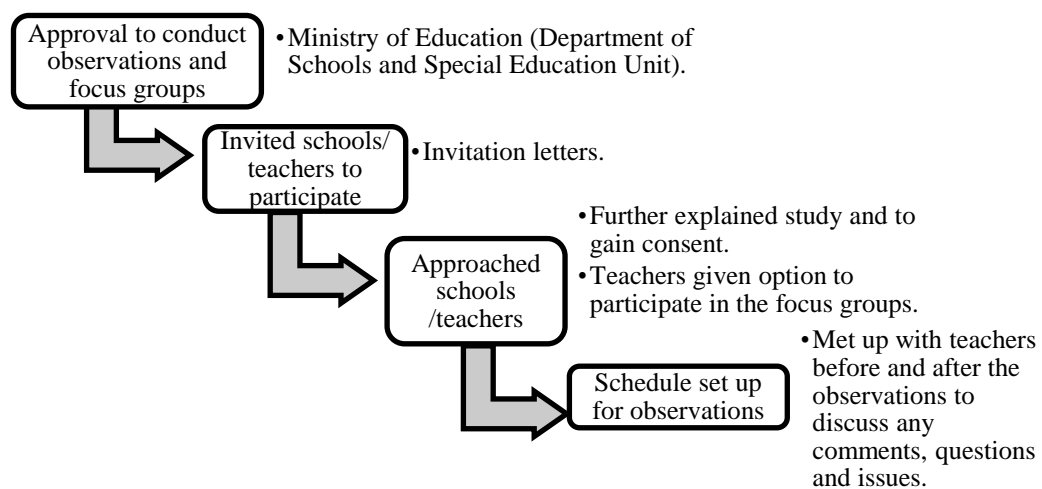 Approval to conduct
observations and
focus groups
•Ministry of Education (Department of
Schools and Special Education Unit).
Invited schools/
teachers to
participate
•Invitation letters.
Approached
schools
/teachers
•Further explained study and to
gain consent.
•Teachers given option to
participate in the focus groups.
Schedule set up
for observations
•Met up with teachers
before and after the
observations to
discuss any
comments, questions
and issues.